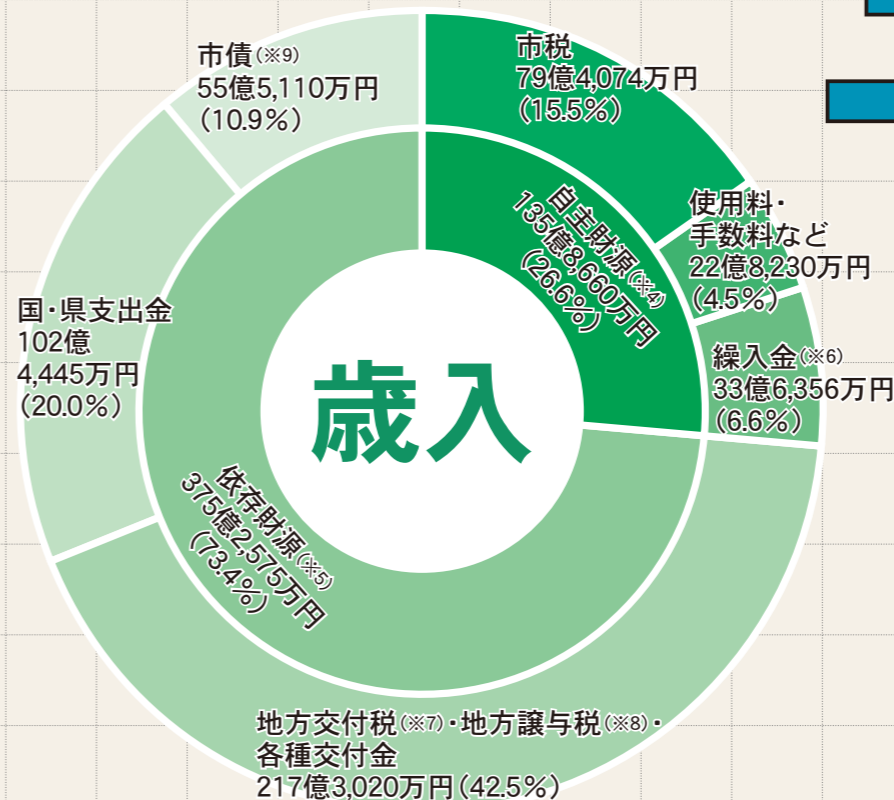 歳入
市税
79億4,074万円
(15.5%)
使用料・
手数料など
22億8,230万円
(4.5%)
繰入金(※6)
33億6,356万円
(6.6%)
自主財源(※4)
135億8,660万円
(26.6%)
地方交付税(※7)・地方譲与税(※8)・
各種交付金
217億3,020万円(42.5%)
国・県支出金
102億
4,445万円
(20.0%)
市債(※9)
55億5,110万円
(10.9%)
依存財源(※5)
375億2,575万円
(73.4%)